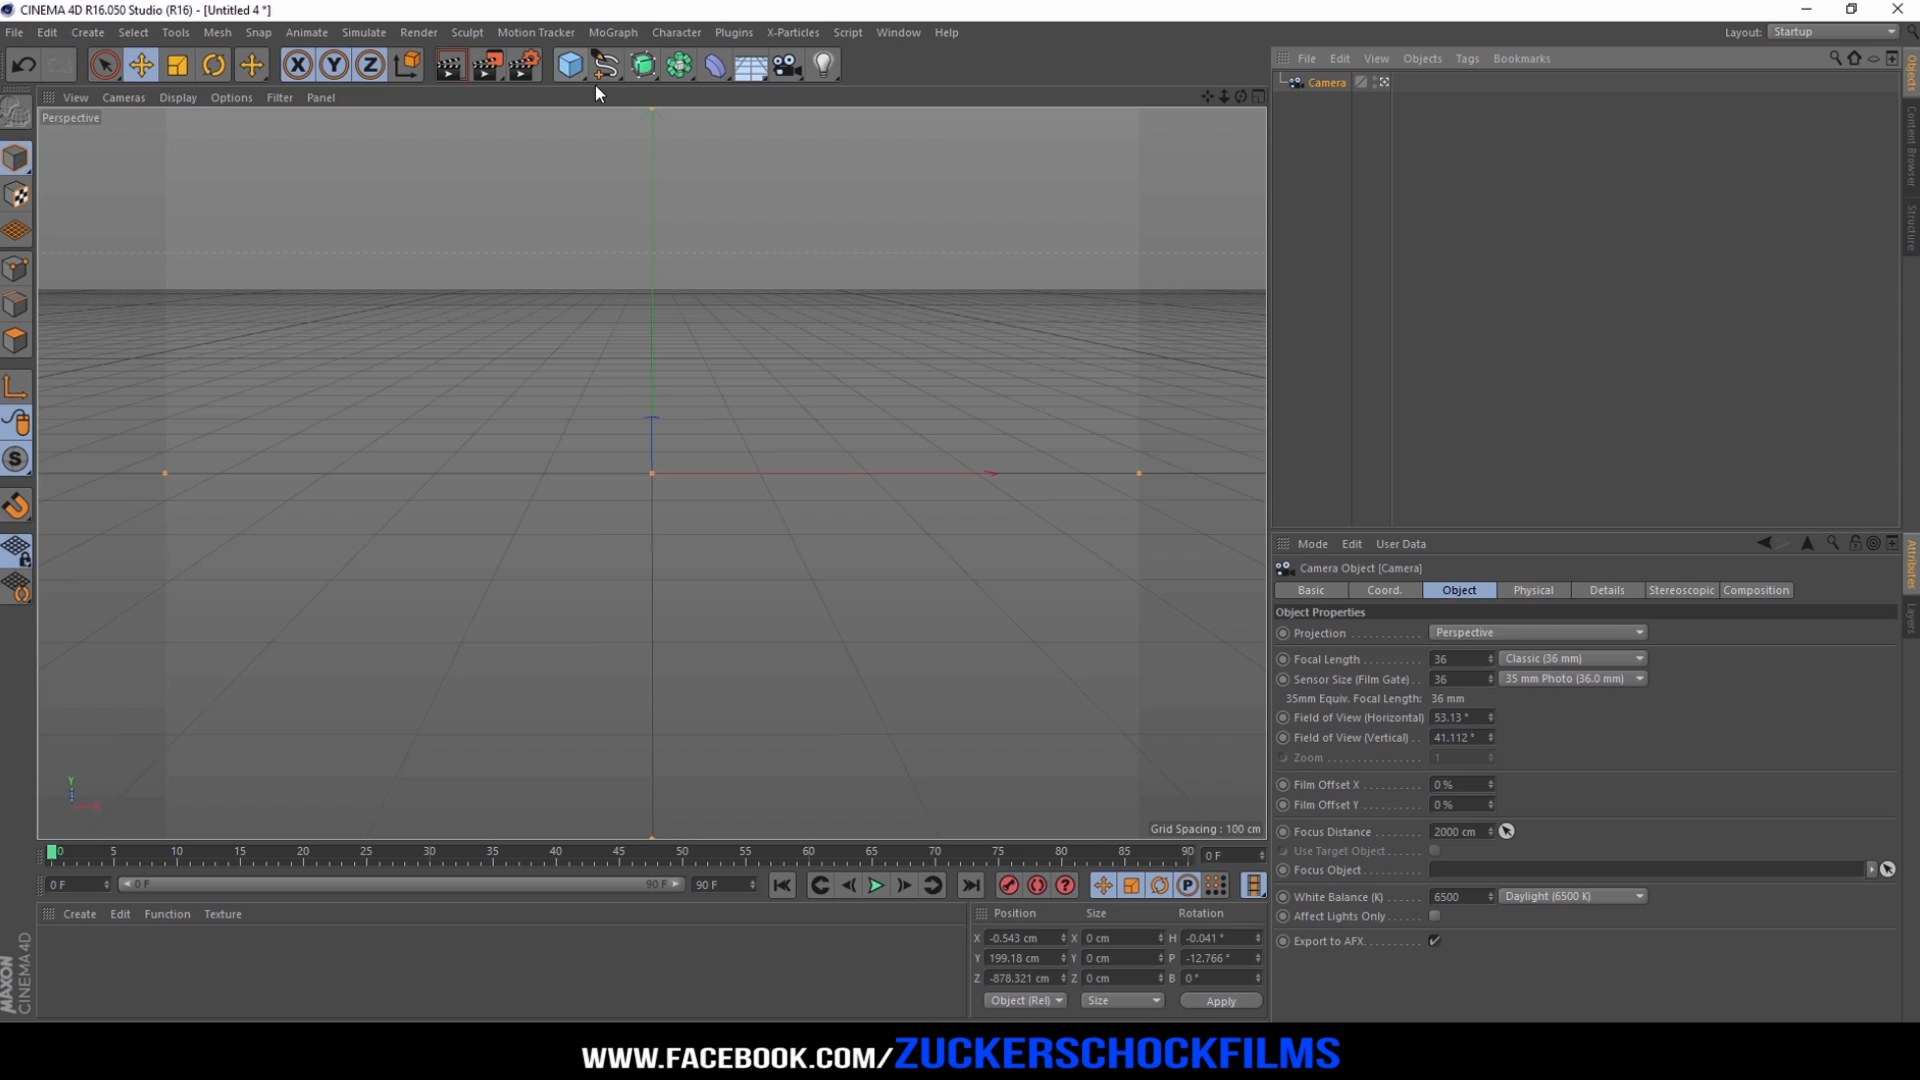 CINEMA 4D R16.050 Studio (R16) - [Untitled 4 *]
File Edit Create Select Tools Mesh Snap Animate Simulate Render Sculpt Motion Tracker MoGraph Character Plugins X-Particles Script Window Help
Layout: Startup
X Y Z
File Edit View Objects Tags Bookmarks
View Cameras Display Options Filter Panel
Perspective
Camera
Objects
Content Browser
Structure
Grid Spacing : 100 cm
Y
X
Mode Edit User Data
Camera Object [Camera]
Basic Coord. Object Physical Details Stereoscopic Composition
Object Properties
Projection Perspective
Focal Length 36 Classic (36 mm)
Sensor Size (Film Gate) 36 35 mm Photo (36.0 mm)
35mm Equiv. Focal Length: 36 mm
Field of View (Horizontal) 53.13 °
Field of View (Vertical) 41.112 °
Zoom 1
Film Offset X 0 %
Film Offset Y 0 %
Focus Distance 2000 cm
Use Target Object
Focus Object
White Balance (K) 6500 Daylight (6500 K)
Affect Lights Only
Export to AFX
Attributes
Layers
0 5 10 15 20 25 30 35 40 45 50 55 60 65 70 75 80 85 90 0 F
0 F 0 F 90 F 90 F
P
Create Edit Function Texture
Position Size Rotation
X -0.543 cm X 0 cm H -0.041 °
Y 199.18 cm Y 0 cm P -12.766 °
Z -878.321 cm Z 0 cm B 0 °
Object (Rel) Size Apply
MAXON
CINEMA 4D
WWW.FACEBOOK.COM/ZUCKERSCHOCKFILMS